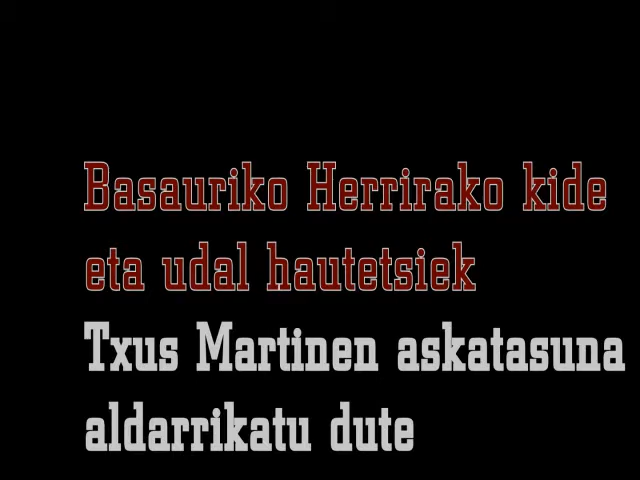 Basauriko Herrirako kide
eta udal hautetsiek
Txus Martinen askatasuna
aldarrikatu dute